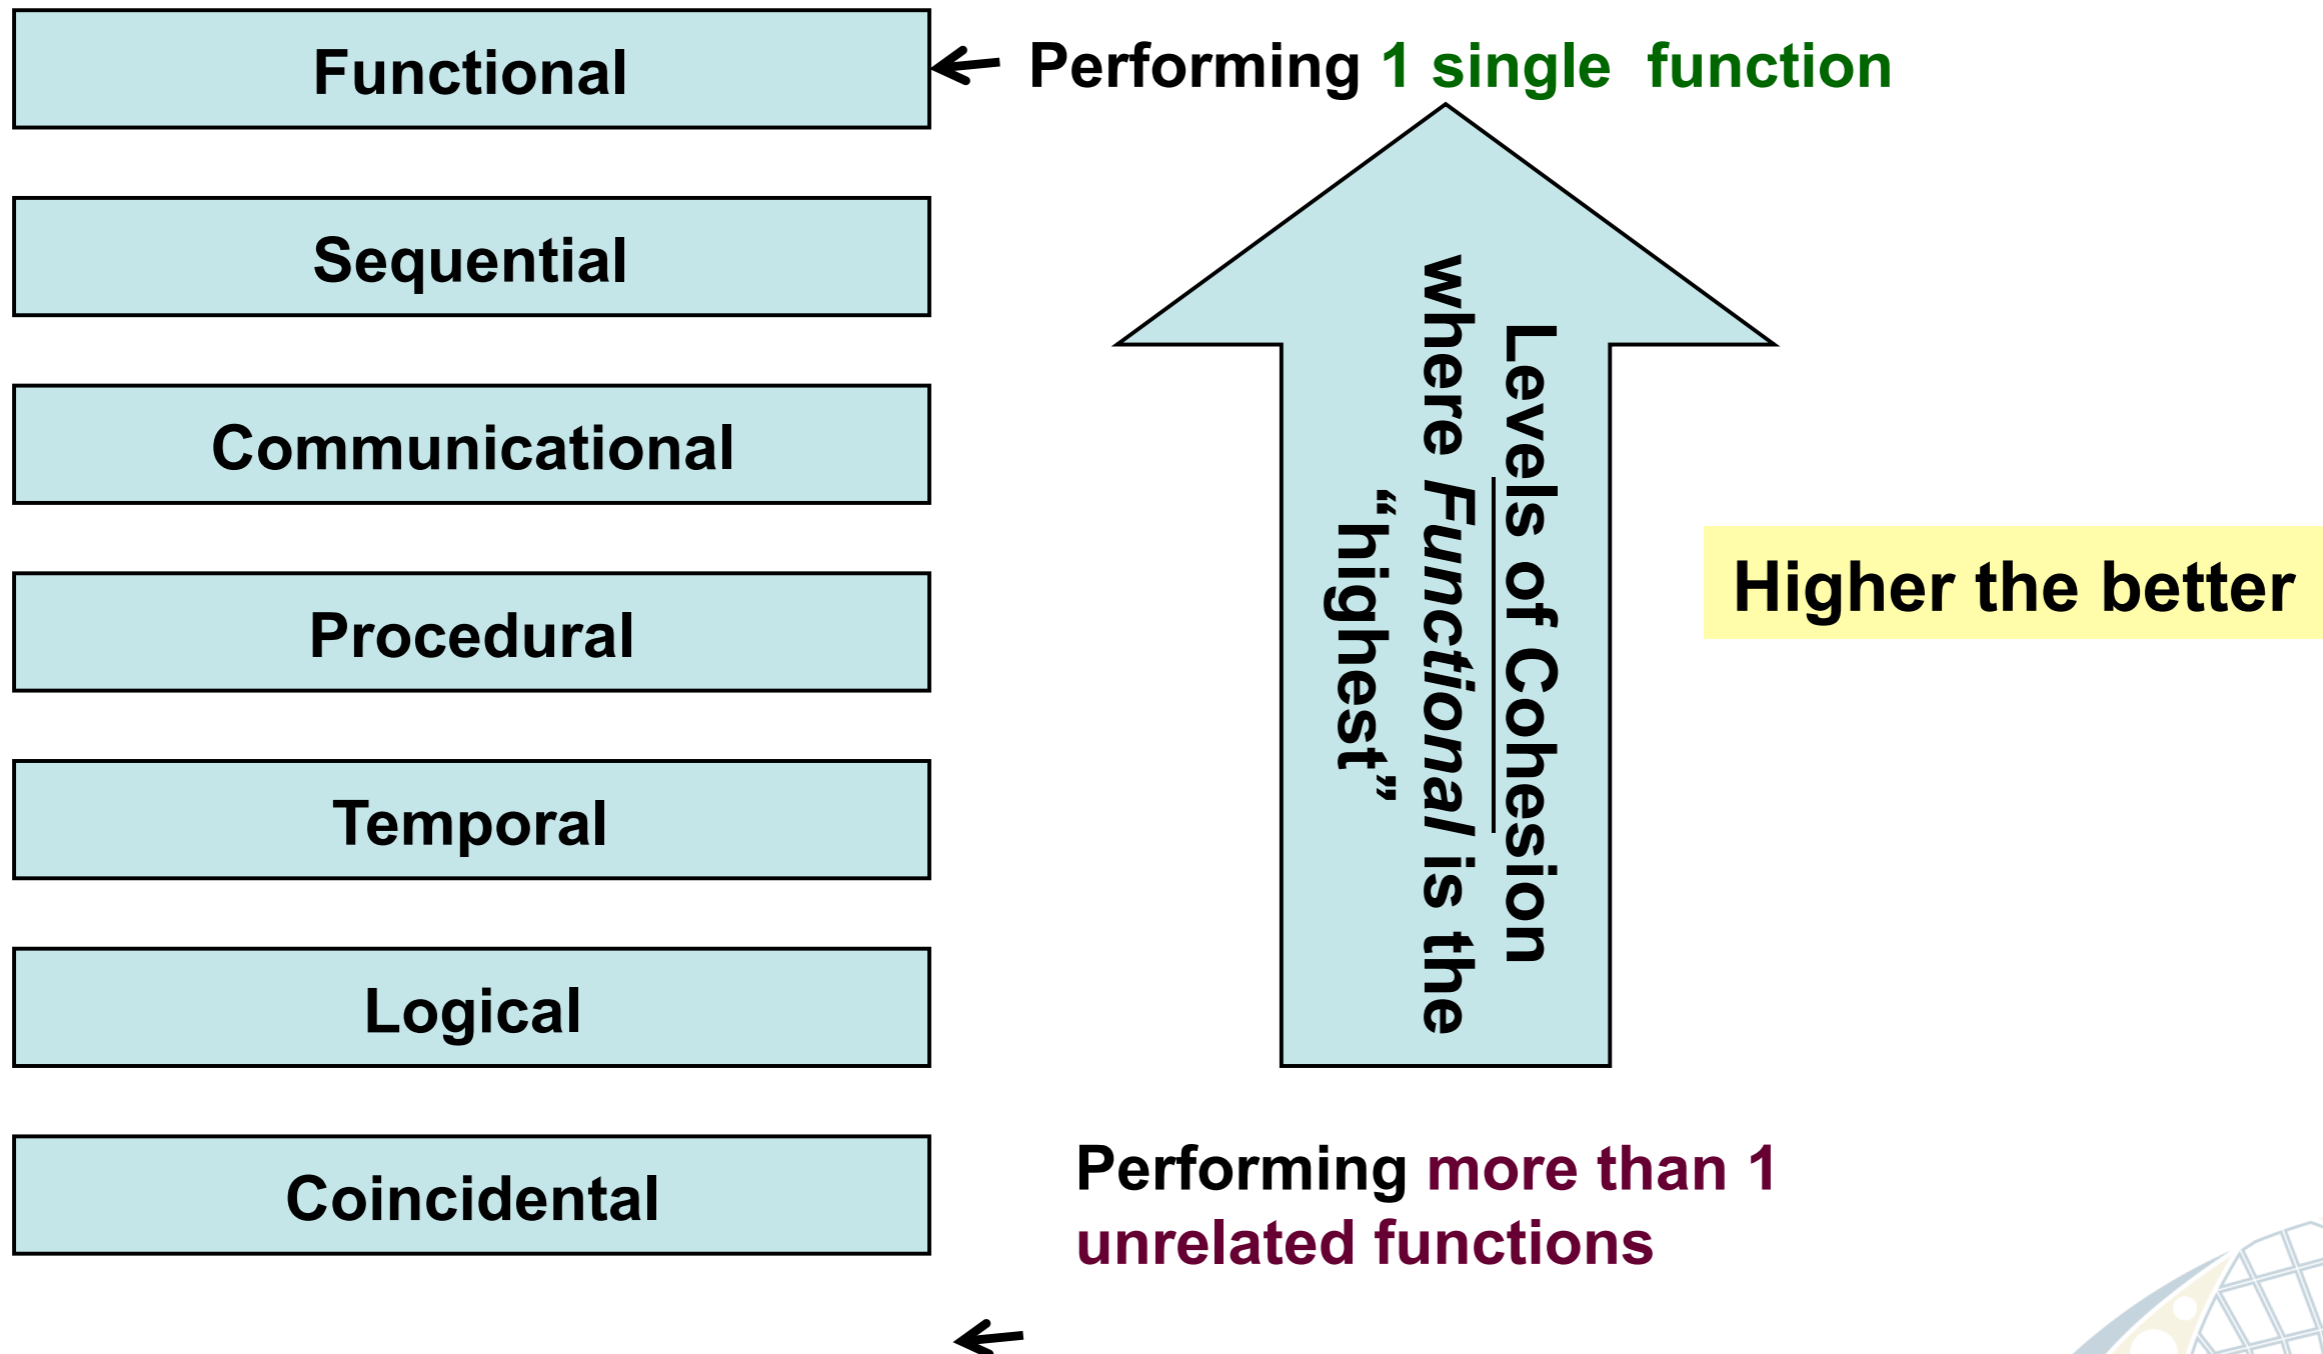 Functional
Performing 1 single function
Sequential
Communicational
Procedural
Temporal
Logical
Coincidental
Levels of Cohesion
where Functional is the
“highest”
Higher the better
Performing more than 1
unrelated functions